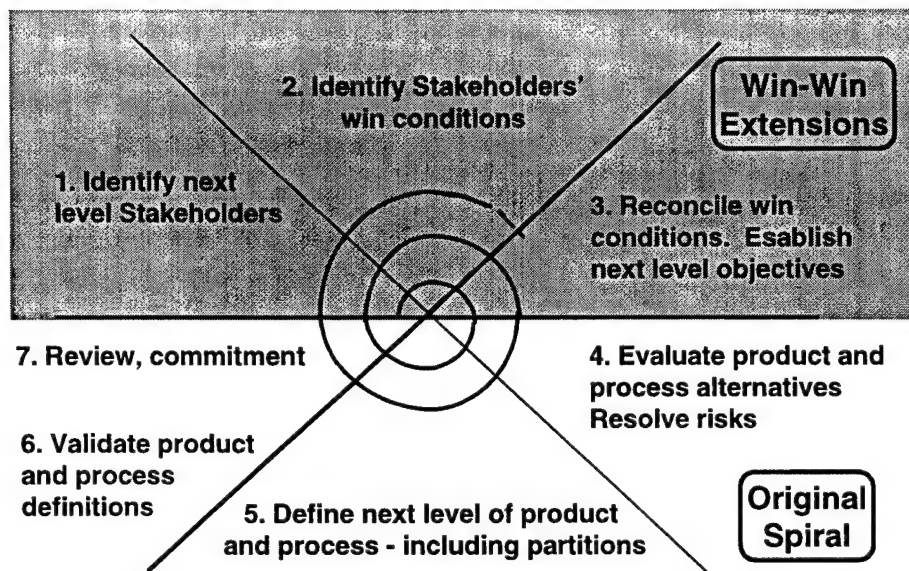 2. Identify Stakeholders'
win conditions
Win-Win
Extensions
1. Identify next
level Stakeholders
3. Reconcile win
conditions. Esablish
next level objectives
7. Review, commitment
4. Evaluate product and
process alternatives
Resolve risks
6. Validate product
and process
definitions
5. Define next level of product
and process - including partitions
Original
Spiral